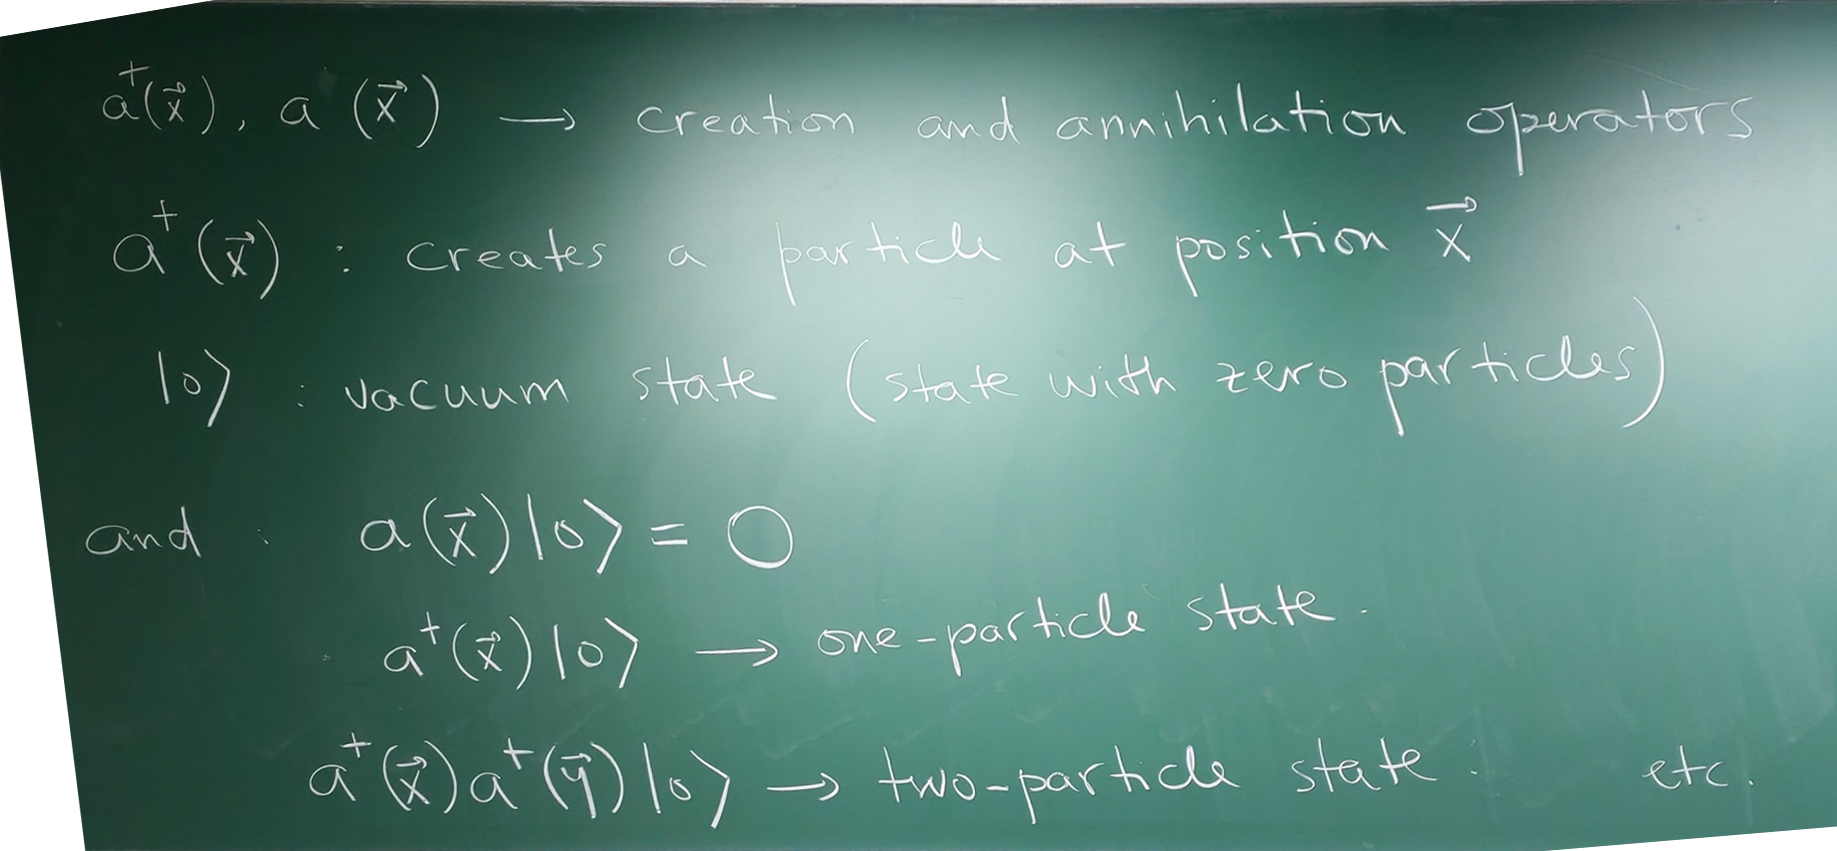 a⁺(x⃗), a(x⃗) → creation and annihilation operators
a⁺(x⃗) : creates a particle at position x⃗
|0⟩ : vacuum state (state with zero particles)
and : a(x⃗)|0⟩ = 0
a⁺(x⃗)|0⟩ → one-particle state.
a⁺(x⃗)a⁺(y⃗)|0⟩ → two-particle state. etc.